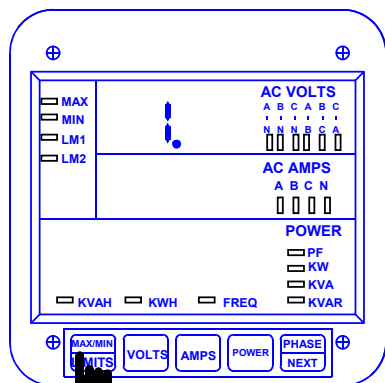 AC VOLTS
A B C A B C
N N N B C A
MAX
MIN
LM1
LM2
1.
AC AMPS
A B C N
POWER
PF
KW
KVA
KVAR
KVAH KWH FREQ
MAX/MIN
VOLTS AMPS POWER
PHASE
NEXT